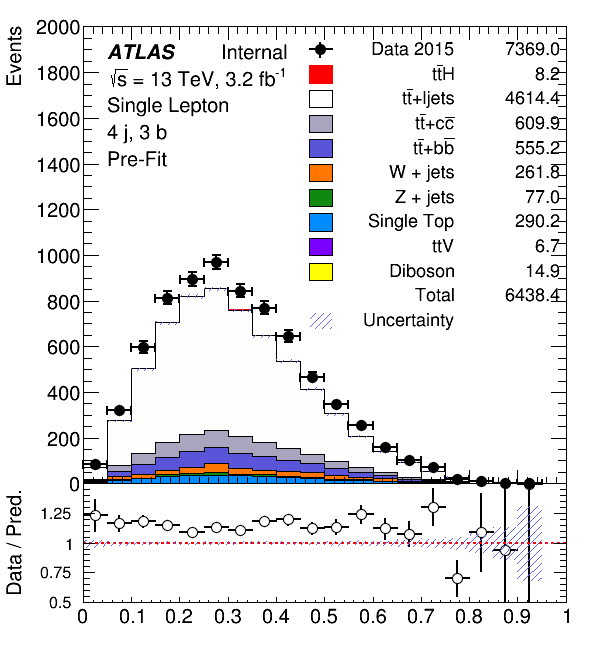 Events
2000
1800
1600
1400
1200
1000
800
600
400
200
0
ATLAS Internal
√s = 13 TeV, 3.2 fb⁻¹
Single Lepton
4 j, 3 b
Pre-Fit
Data 2015 7369.0
tt̄H 8.2
tt̄+ljets 4614.4
tt̄+cc̄ 609.9
tt̄+bb̄ 555.2
W + jets 261.8
Z + jets 77.0
Single Top 290.2
ttV 6.7
Diboson 14.9
Total 6438.4
Uncertainty
Data / Pred.
1.25
1
0.75
0.5
0 0.1 0.2 0.3 0.4 0.5 0.6 0.7 0.8 0.9 1